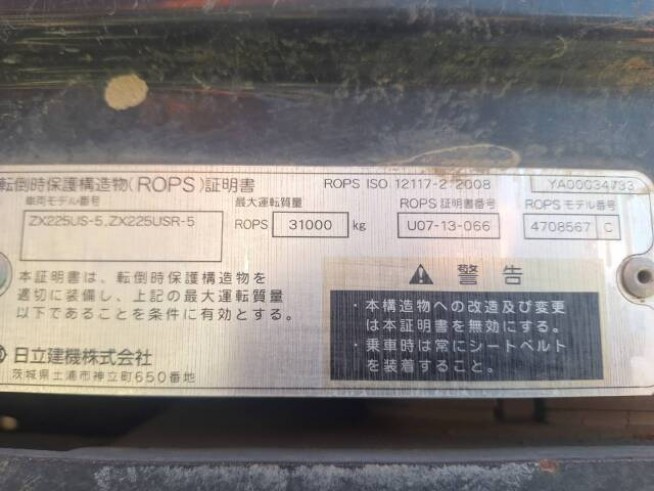 転倒時保護構造物(ROPS)証明書 ROPS ISO 12117-2:2008 YA00034733
車両モデル番号 最大運転質量 ROPS 証明書番号 ROPS モデル番号
ZX225US-5,ZX225USR-5 ROPS 31000 kg U07-13-066 4708567 C
本証明書は、転倒時保護構造物を
適切に装備し、上記の最大運転質量
以下であることを条件に有効とする。
日立建機株式会社
茨城県土浦市神立町650番地
警告
・本構造物への改造及び変更
は本証明書を無効にする。
・乗車時は常にシートベルト
を装着すること。